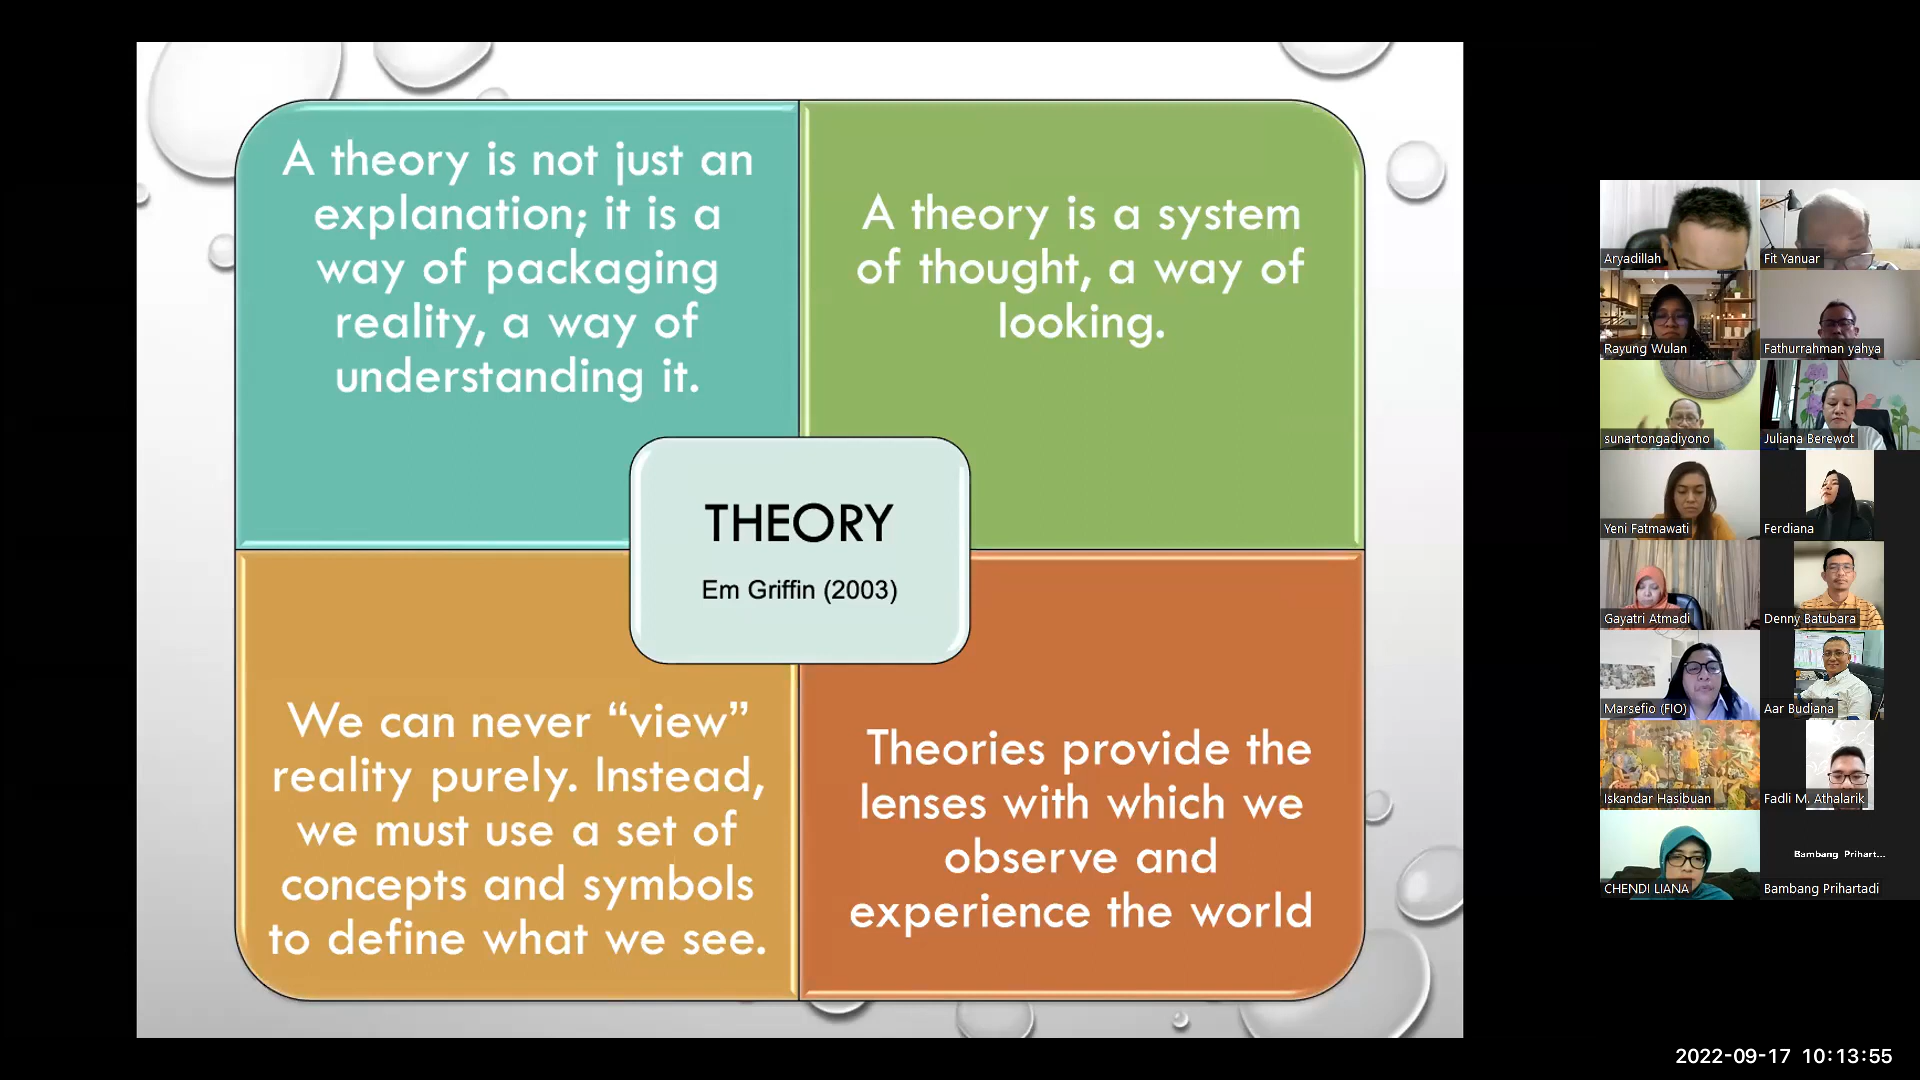 A theory is not just an
explanation; it is a
way of packaging
reality, a way of
understanding it.
A theory is a system
of thought, a way of
looking.
THEORY
Em Griffin (2003)
We can never “view”
reality purely. Instead,
we must use a set of
concepts and symbols
to define what we see.
Theories provide the
lenses with which we
observe and
experience the world
Aryadillah
Fit Yanuar
Rayung Wulan
Fathurrahman yahya
sunartongadiyono
Juliana Berewot
Yeni Fatmawati
Ferdiana
Gayatri Atmadi
Denny Batubara
Marsefio (FIO)
Aar Budiana
Iskandar Hasibuan
Fadli M. Athalarik
CHENDI LIANA
Bambang Prihart...
Bambang Prihartadi
2022-09-17 10:13:55